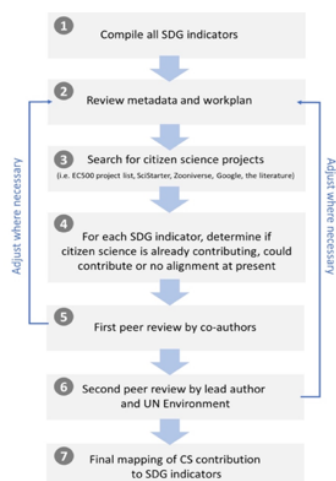 1
Compile all SDG indicators
2
Review metadata and workplan
3
Search for citizen science projects
(i.e. EC500 project list, SciStarter, Zooniverse, Google, the literature)
4
For each SDG indicator, determine if
citizen science is already contributing, could
contribute or no alignment at present
5
First peer review by co-authors
6
Second peer review by lead author
and UN Environment
7
Final mapping of CS contribution
to SDG indicators
Adjust where necessary
Adjust where necessary